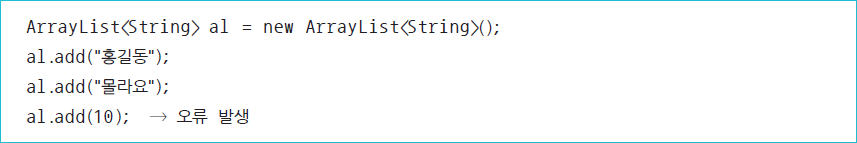 ArrayList<String> al = new ArrayList<String>();
al.add("홍길동");
al.add("몰라요");
al.add(10);  → 오류 발생